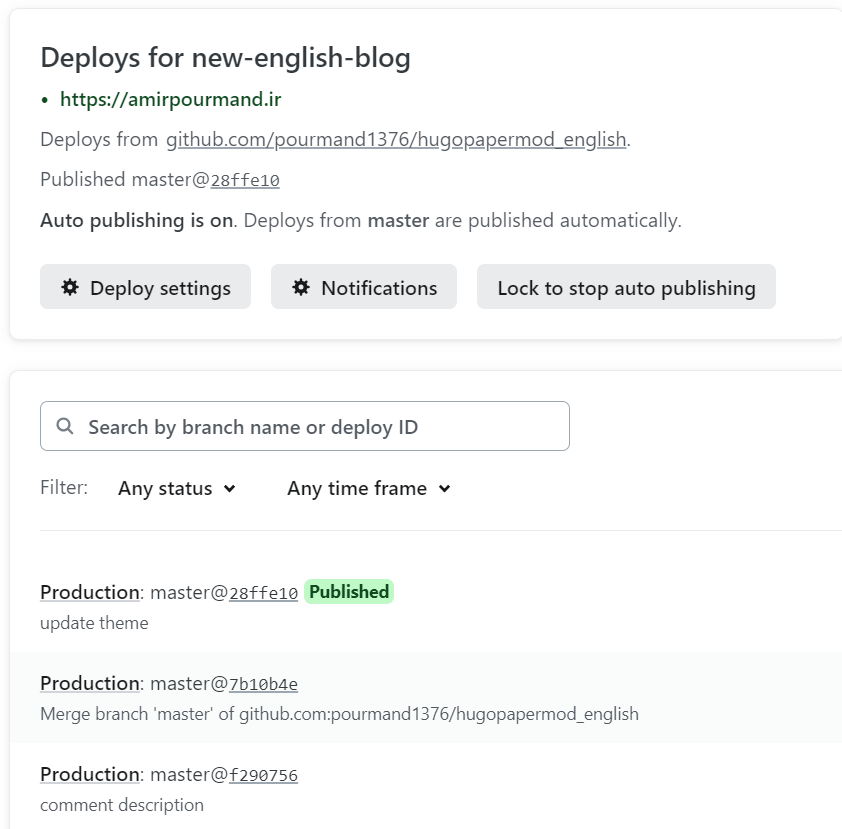 Deploys for new-english-blog
• https://amirpourmand.ir
Deploys from github.com/pourmand1376/hugopapermod_english.
Published master@28ffe10
Auto publishing is on. Deploys from master are published automatically.
Deploy settings Notifications Lock to stop auto publishing
Search by branch name or deploy ID
Filter: Any status Any time frame
Production: master@28ffe10 Published
update theme
Production: master@7b10b4e
Merge branch 'master' of github.com:pourmand1376/hugopapermod_english
Production: master@f290756
comment description